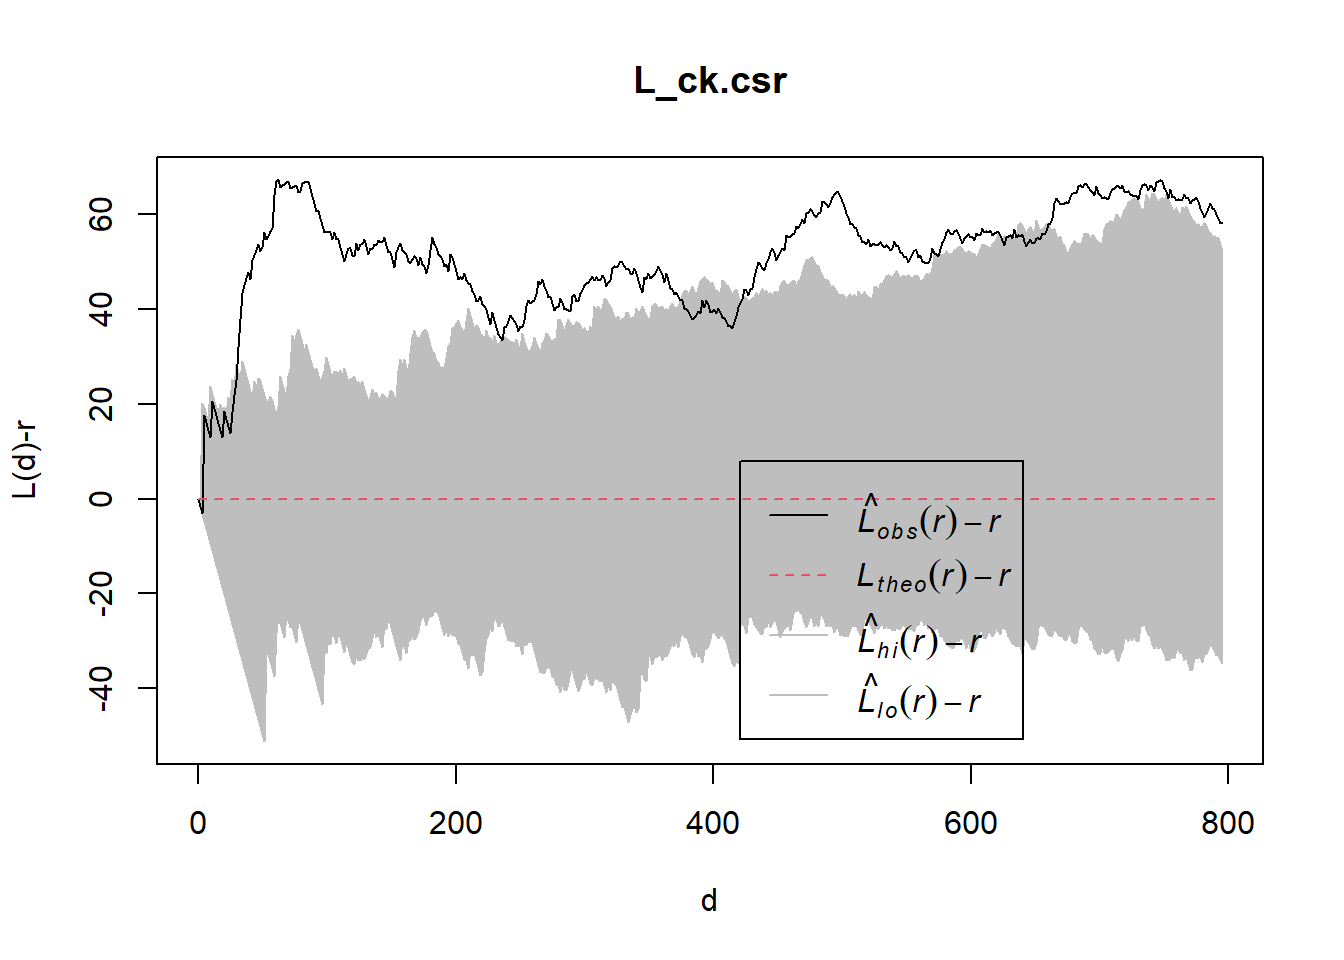 L_ck.csr
L(d)-r
60
40
20
0
-20
-40
L̂obs(r) − r
Ltheo(r) − r
L̂hi(r) − r
L̂lo(r) − r
0 200 400 600 800
d